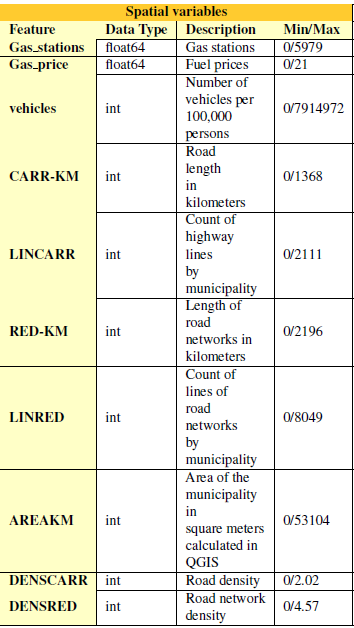 Spatial variables
Feature Data Type Description Min/Max
Gas_stations float64 Gas stations 0/5979
Gas_price float64 Fuel prices 0/21
vehicles int Number of vehicles per 100,000 persons 0/7914972
CARR-KM int Road length in kilometers 0/1368
LINCARR int Count of highway lines by municipality 0/2111
RED-KM int Length of road networks in kilometers 0/2196
LINRED int Count of lines of road networks by municipality 0/8049
AREAKM int Area of the municipality in square meters calculated in QGIS 0/53104
DENSCARR int Road density 0/2.02
DENSRED int Road network density 0/4.57